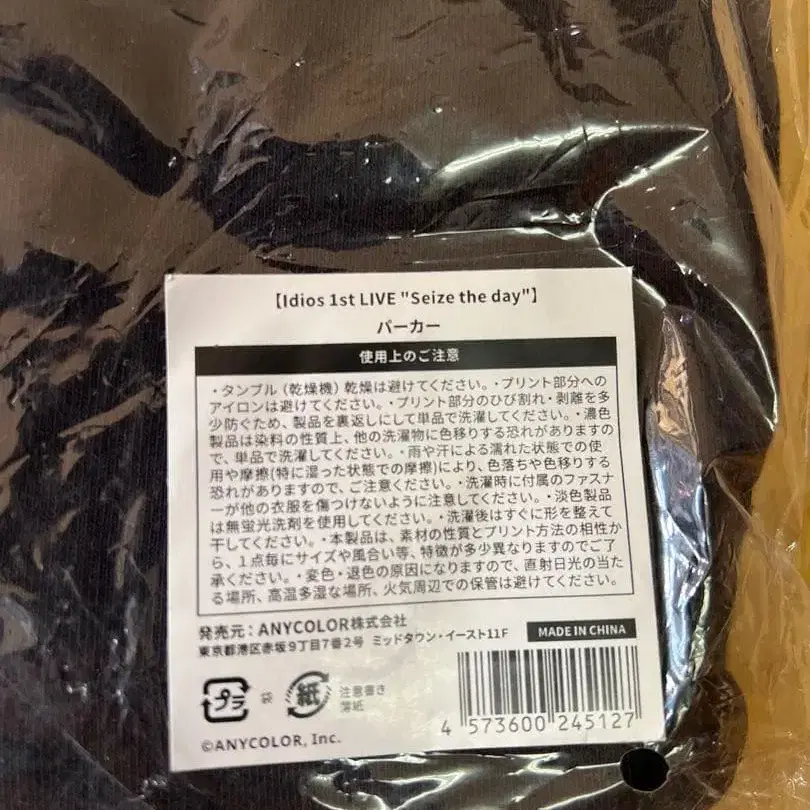 【Idios 1st LIVE "Seize the day"】
パーカー
使用上のご注意
・タンブル（乾燥機）乾燥は避けてください。・プリント部分への
アイロンは避けてください。・プリント部分のひび割れ・剥離を多
少防ぐため、製品を裏返しにして単品で洗濯してください。・濃色
製品は染料の性質上、他の洗濯物に色移りする恐れがありますの
で、単品で洗濯してください。・雨や汗による濡れた状態での使
用や摩擦(特に湿った状態での摩擦)により、色落ちや色移りする
恐れがありますので、ご注意ください。・洗濯時に付属のファスナ
ーが他の衣服を傷つけないように注意してください。・淡色製品
は無蛍光洗剤を使用してください。・洗濯後はすぐに形を整えて
干してください。・本製品は、素材の性質とプリント方法の相性か
ら、1点毎にサイズや風合い等、特徴が多少異なりますのでご了
承ください。・変色・退色の原因になりますので、直射日光の当た
る場所、高温多湿な場所、火気周辺での保管は避けてください。
発売元：ANYCOLOR株式会社
東京都港区赤坂9丁目7番2号 ミッドタウン・イースト11F
MADE IN CHINA
プラ 袋 紙 注意書き
薄紙
4 573600 245127
©ANYCOLOR, Inc.